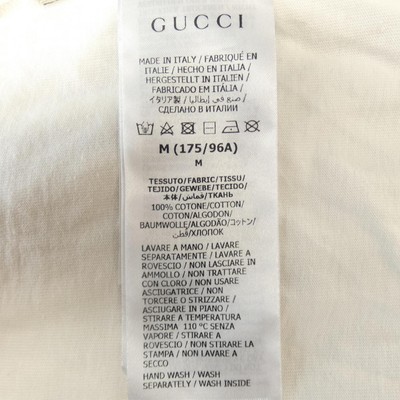 GUCCI
MADE IN ITALY / FABRIQUÉ EN
ITALIE / HECHO EN ITALIA /
HERGESTELLT IN ITALIEN /
FABRICADO EM ITÁLIA /
イタリア製 / صنع في إيطاليا /
СДЕЛАНО В ИТАЛИИ
M (175/96A)
M
TESSUTO/FABRIC/TISSU/
TEJIDO/GEWEBE/TECIDO/
本体/قماش/ТКАНЬ
100% COTONE/COTTON/
COTON/ALGODON/
BAUMWOLLE/ALGODÃO/コットン/
قطن/ХЛОПОК
LAVARE A MANO / LAVARE
SEPARATAMENTE / LAVARE A
ROVESCIO / NON LASCIARE IN
AMMOLLO / NON TRATTARE
CON CLORO / NON USARE
ASCIUGATRICE / NON
TORCERE O STRIZZARE /
ASCIUGARE IN PIANO /
STIRARE A TEMPERATURA
MASSIMA 110 °C SENZA
VAPORE / STIRARE A
ROVESCIO / NON STIRARE LA
STAMPA / NON LAVARE A
SECCO
HAND WASH / WASH
SEPARATELY / WASH INSIDE